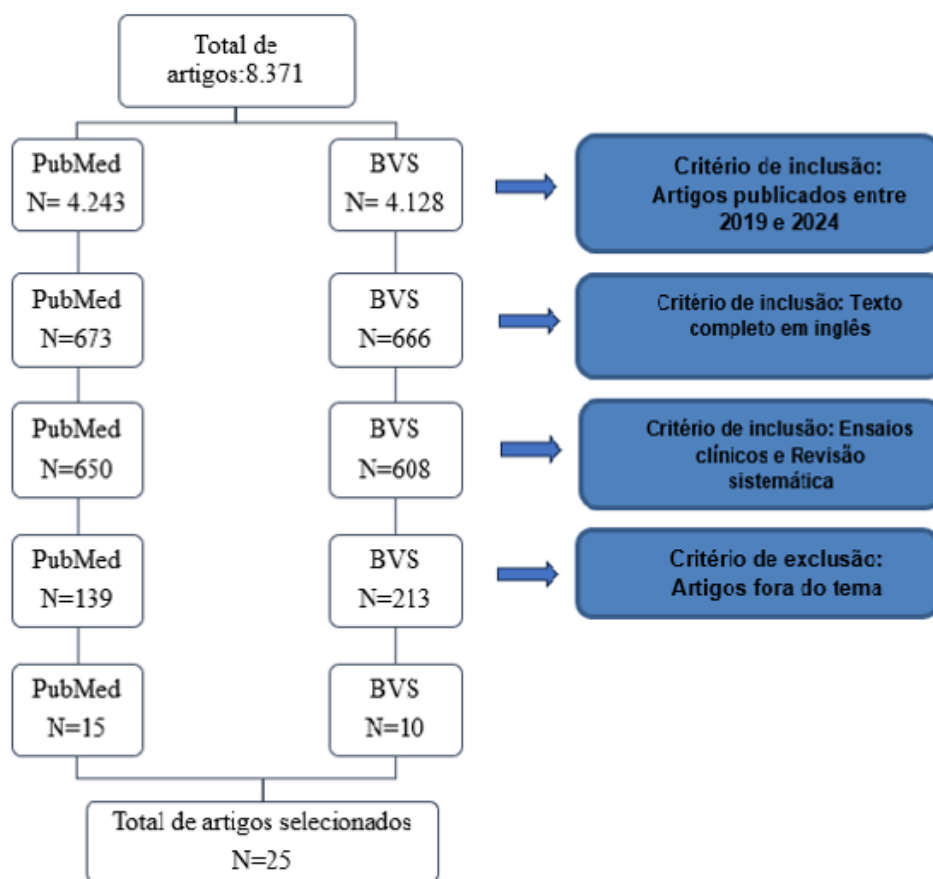 Total de
artigos:8.371
PubMed
N= 4.243
BVS
N= 4.128
Critério de inclusão:
Artigos publicados entre
2019 e 2024
PubMed
N=673
BVS
N=666
Critério de inclusão: Texto
completo em inglês
PubMed
N=650
BVS
N=608
Critério de inclusão: Ensaios
clínicos e Revisão
sistemática
PubMed
N=139
BVS
N=213
Critério de exclusão:
Artigos fora do tema
PubMed
N=15
BVS
N=10
Total de artigos selecionados
N=25